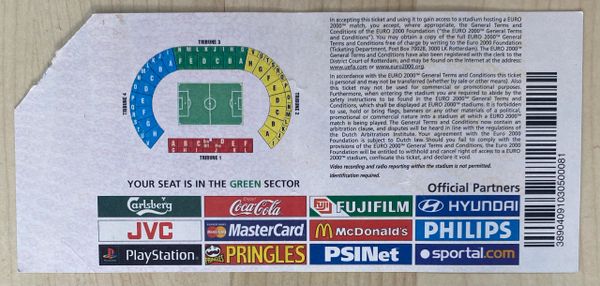 TRIBUNE 3
TRIBUNE 4
TRIBUNE 2
TRIBUNE 1
YOUR SEAT IS IN THE GREEN SECTOR
In accepting this ticket and using it to gain access to a stadium hosting a EURO
2000™ match, you accept, where appropriate, the General Terms and
Conditions of the EURO 2000 Foundation ("the EURO 2000™ General Terms
and Conditions"). You may obtain a copy of the full EURO 2000™ General
Terms and Conditions free of charge by writing to the Euro 2000 Foundation
(Ticketing Department, Post Box 70028, 3000 LK Rotterdam). The EURO 2000™
General Terms and Conditions have also been registered with the clerk to the
District Court of Rotterdam, and may be found on the Internet at the address:
www.uefa.com or www.euro2000.org.
In accordance with the EURO 2000™ General Terms and Conditions this ticket
is personal and may not be transferred (whether by sale or other means). Also
this ticket may not be used for commercial or promotional purposes.
Furthermore, when entering the stadium you are required to abide by the
safety instructions to be found in the EURO 2000™ General Terms and
Conditions, which shall be displayed at EURO 2000™ stadiums. It is forbidden
to use, hold or bring flags, banners or any other materials of a political,
promotional or commercial nature into a stadium at which a EURO 2000™
match is being played. The General Terms and Conditions now contain an
arbitration clause, and disputes will be heard in line with the regulations of
the Dutch Arbitration Institute. Your agreement with the Euro 2000
Foundation is subject to Dutch law. Should you fail to comply with the
provisions of the EURO 2000™ General Terms and Conditions, the Euro 2000
Foundation will be entitled to withhold and cancel right of access to a EURO
2000™ stadium, confiscate this ticket, and declare it void.
Video recording and radio reporting within the stadium is not permitted.
Identification required.
Official Partners
Carlsberg
Enjoy
Coca-Cola
FUJI
FUJIFILM
HYUNDAI
JVC
MasterCard
MasterCard
McDonald's
PHILIPS
PlayStation
PRINGLES
PSINet
sportal.com
38904091030500081